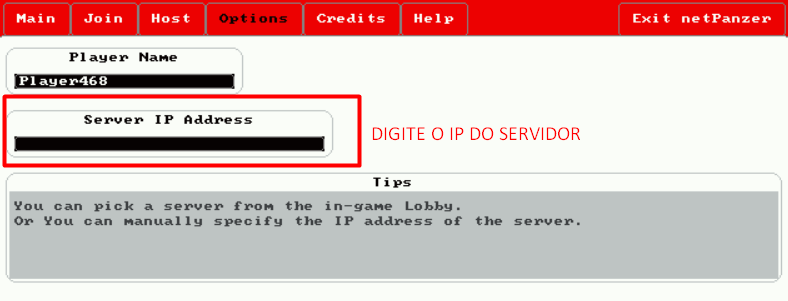 Main Join Host Options Credits Help Exit netPanzer
Player Name
Player468
Server IP Address
DIGITE O IP DO SERVIDOR
Tips
You can pick a server from the in-game Lobby.
Or You can manually specify the IP address of the server.